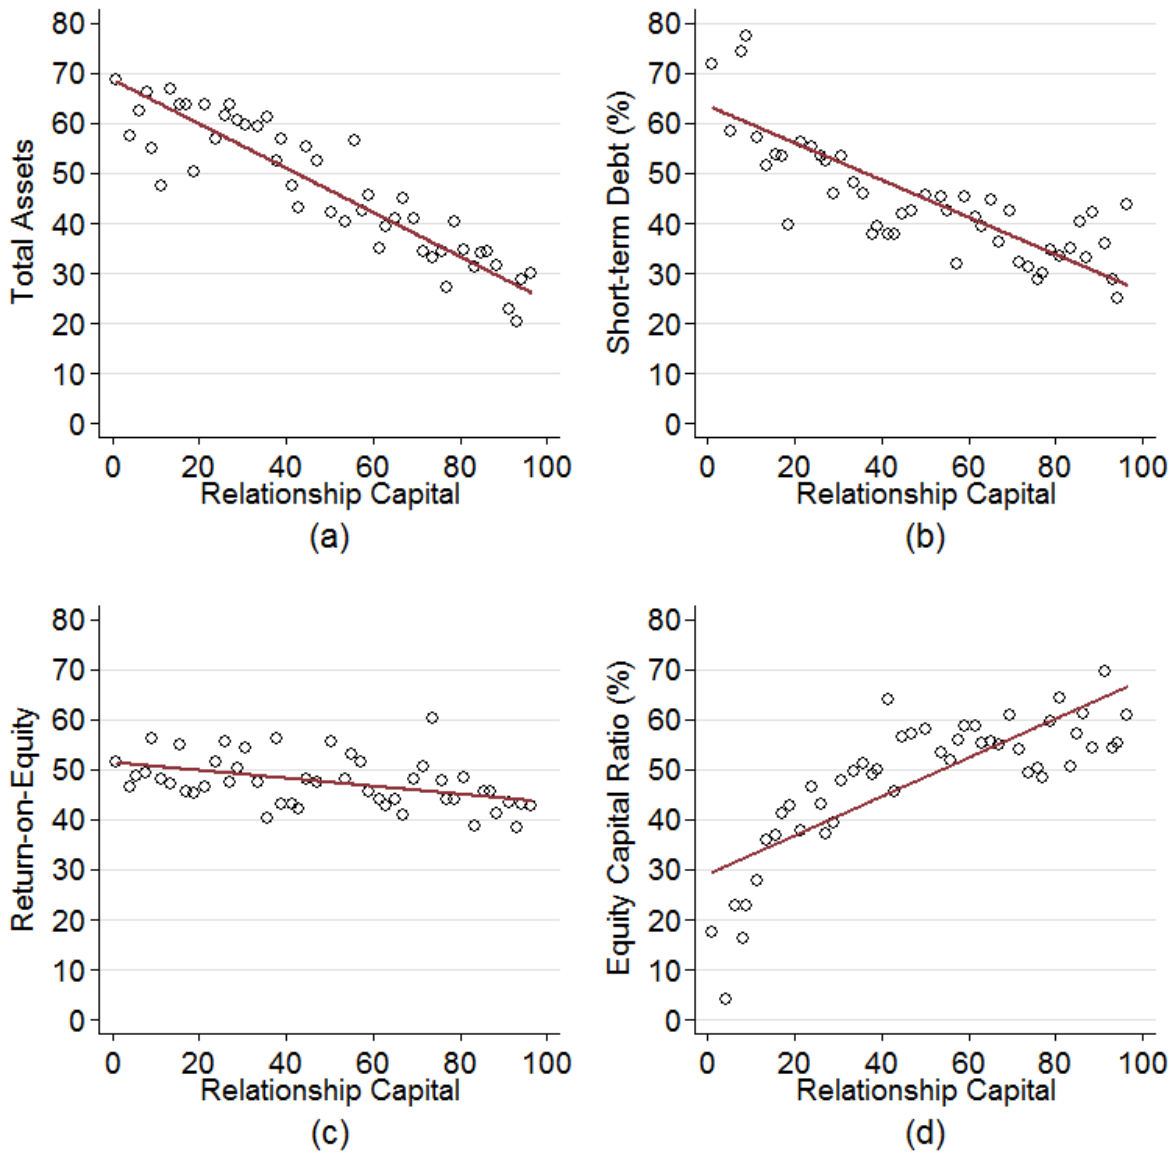 80
70
60
50
40
30
20
10
0
Total Assets
0 20 40 60 80 100
Relationship Capital
(a)
80
70
60
50
40
30
20
10
0
Short-term Debt (%)
0 20 40 60 80 100
Relationship Capital
(b)
80
70
60
50
40
30
20
10
0
Return-on-Equity
0 20 40 60 80 100
Relationship Capital
(c)
80
70
60
50
40
30
20
10
0
Equity Capital Ratio (%)
0 20 40 60 80 100
Relationship Capital
(d)